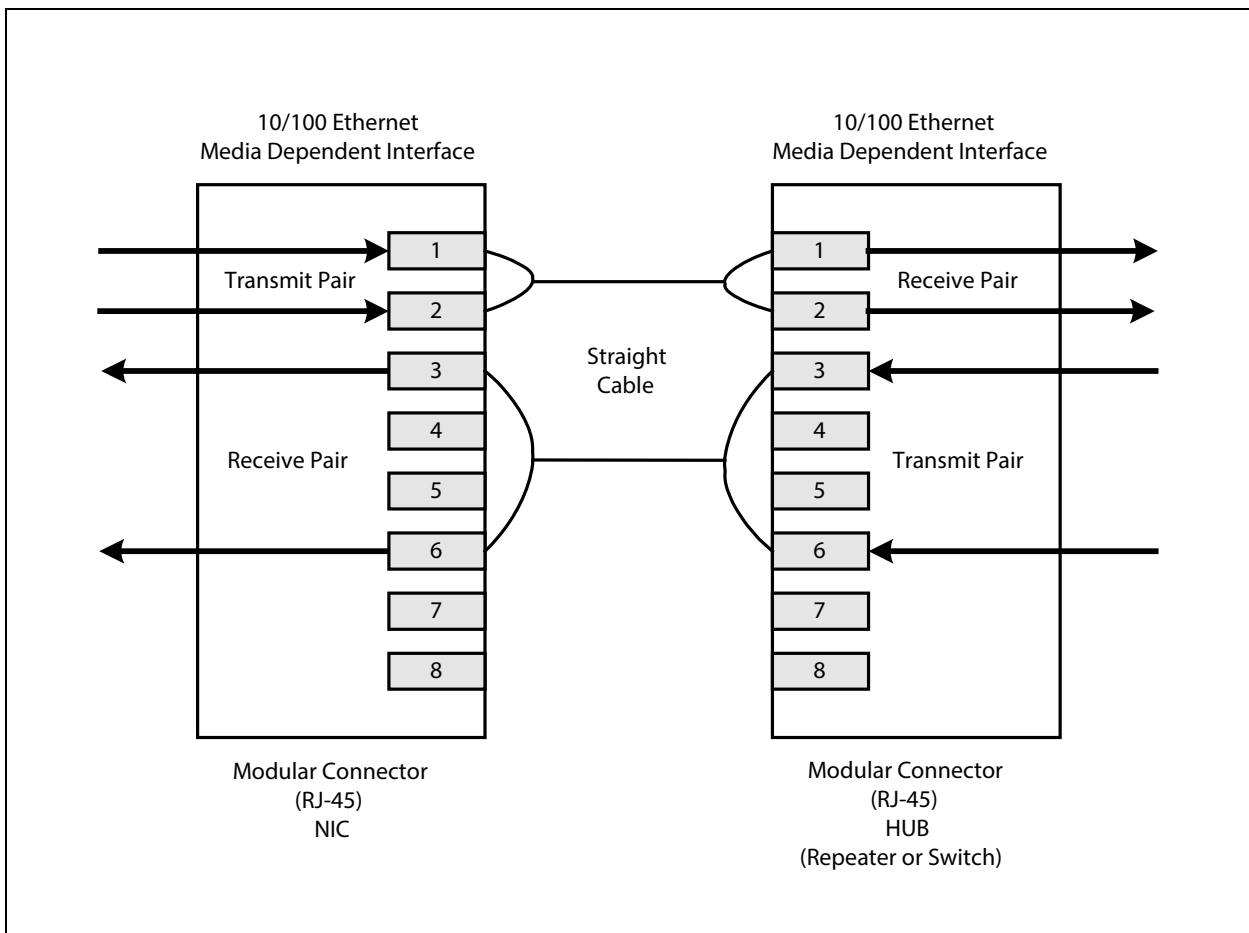 10/100 Ethernet
Media Dependent Interface
1
Transmit Pair
2
3
4
Receive Pair
5
6
7
8
Modular Connector
(RJ-45)
NIC
Straight
Cable
10/100 Ethernet
Media Dependent Interface
1
Receive Pair
2
3
4
Transmit Pair
5
6
7
8
Modular Connector
(RJ-45)
HUB
(Repeater or Switch)